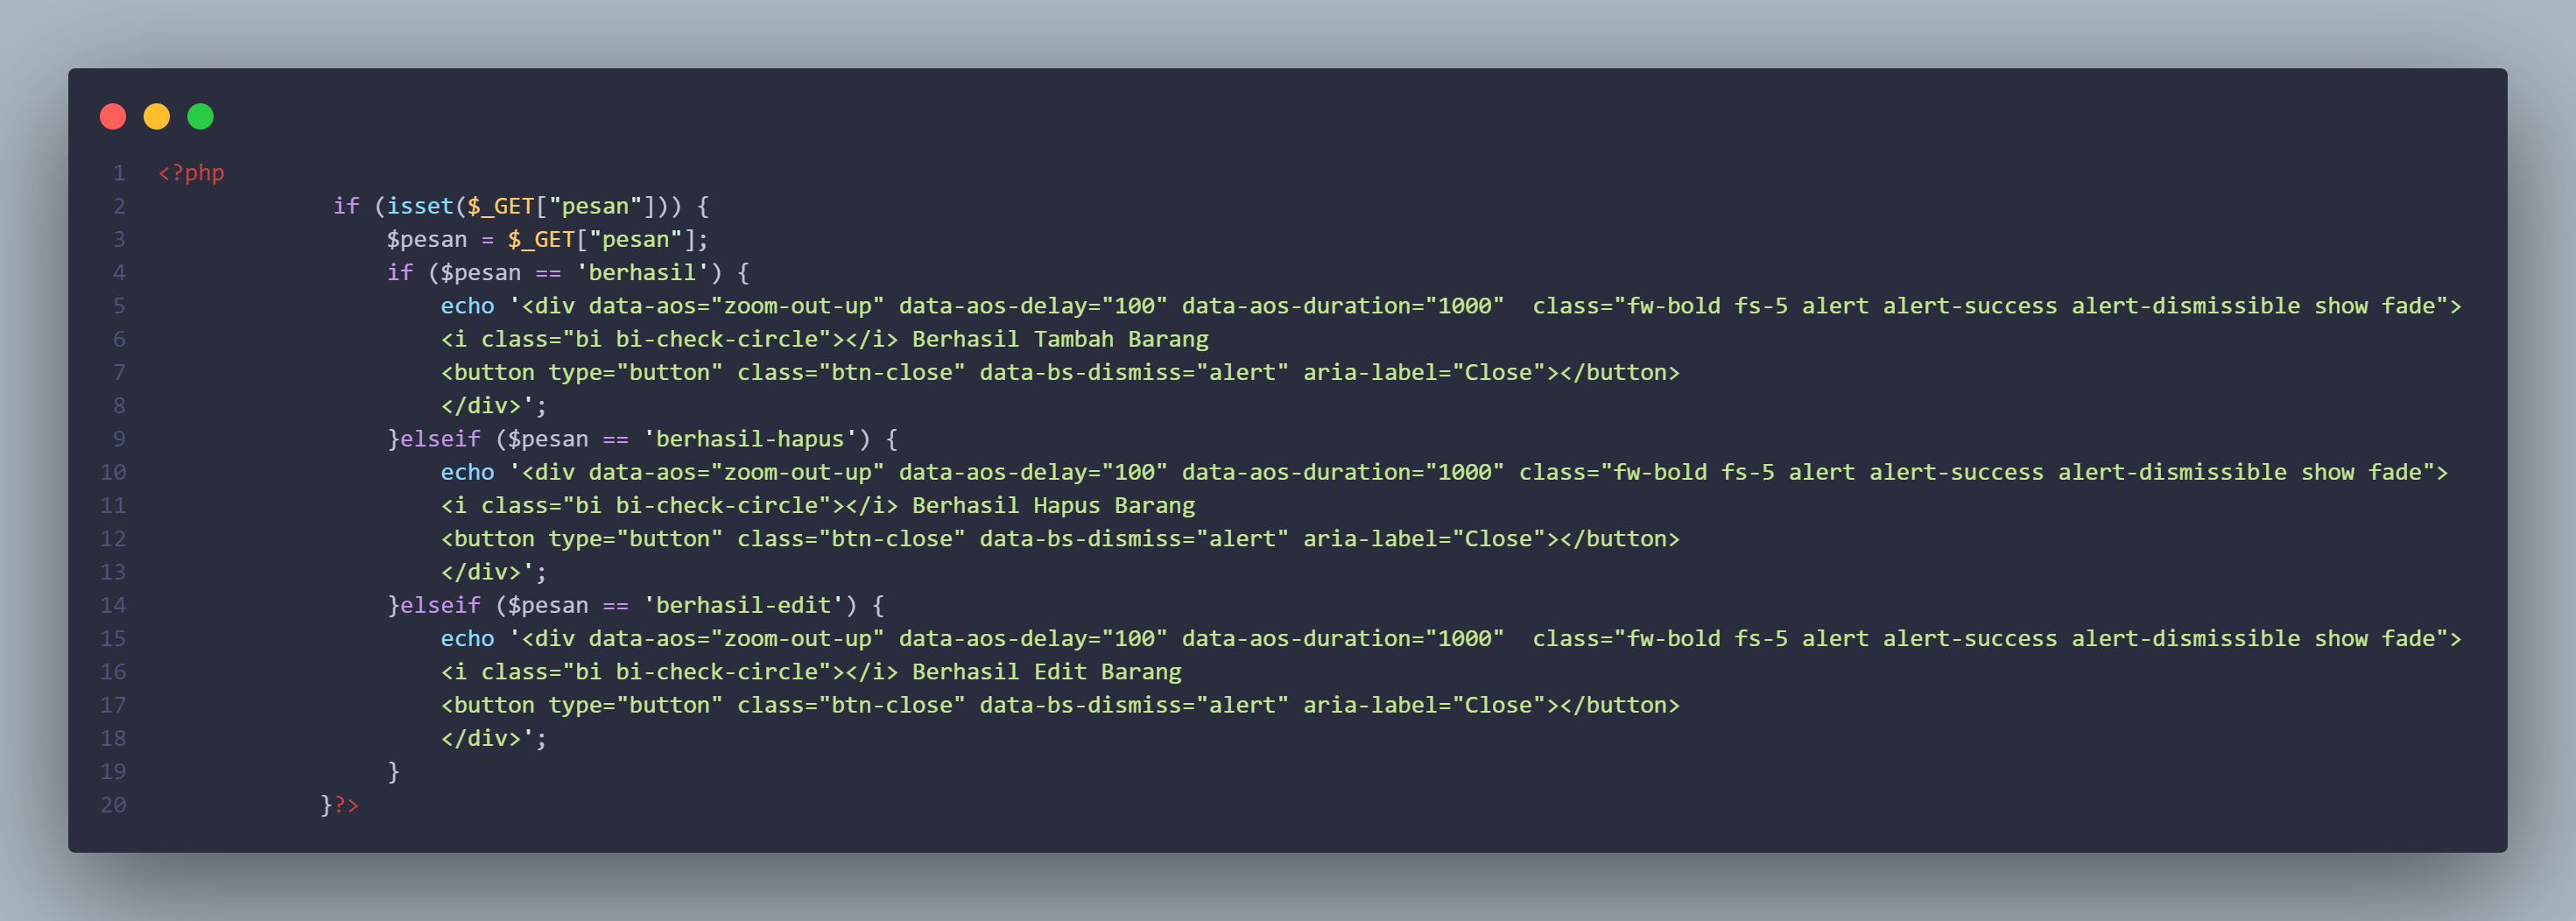 1 <?php
2              if (isset($_GET["pesan"])) {
3                  $pesan = $_GET["pesan"];
4                  if ($pesan == 'berhasil') {
5                      echo '<div data-aos="zoom-out-up" data-aos-delay="100" data-aos-duration="1000"  class="fw-bold fs-5 alert alert-success alert-dismissible show fade">
6                      <i class="bi bi-check-circle"></i> Berhasil Tambah Barang
7                      <button type="button" class="btn-close" data-bs-dismiss="alert" aria-label="Close"></button>
8                      </div>';
9                  }elseif ($pesan == 'berhasil-hapus') {
10                     echo '<div data-aos="zoom-out-up" data-aos-delay="100" data-aos-duration="1000" class="fw-bold fs-5 alert alert-success alert-dismissible show fade">
11                     <i class="bi bi-check-circle"></i> Berhasil Hapus Barang
12                     <button type="button" class="btn-close" data-bs-dismiss="alert" aria-label="Close"></button>
13                     </div>';
14                 }elseif ($pesan == 'berhasil-edit') {
15                     echo '<div data-aos="zoom-out-up" data-aos-delay="100" data-aos-duration="1000"  class="fw-bold fs-5 alert alert-success alert-dismissible show fade">
16                     <i class="bi bi-check-circle"></i> Berhasil Edit Barang
17                     <button type="button" class="btn-close" data-bs-dismiss="alert" aria-label="Close"></button>
18                     </div>';
19                 }
20            }?>